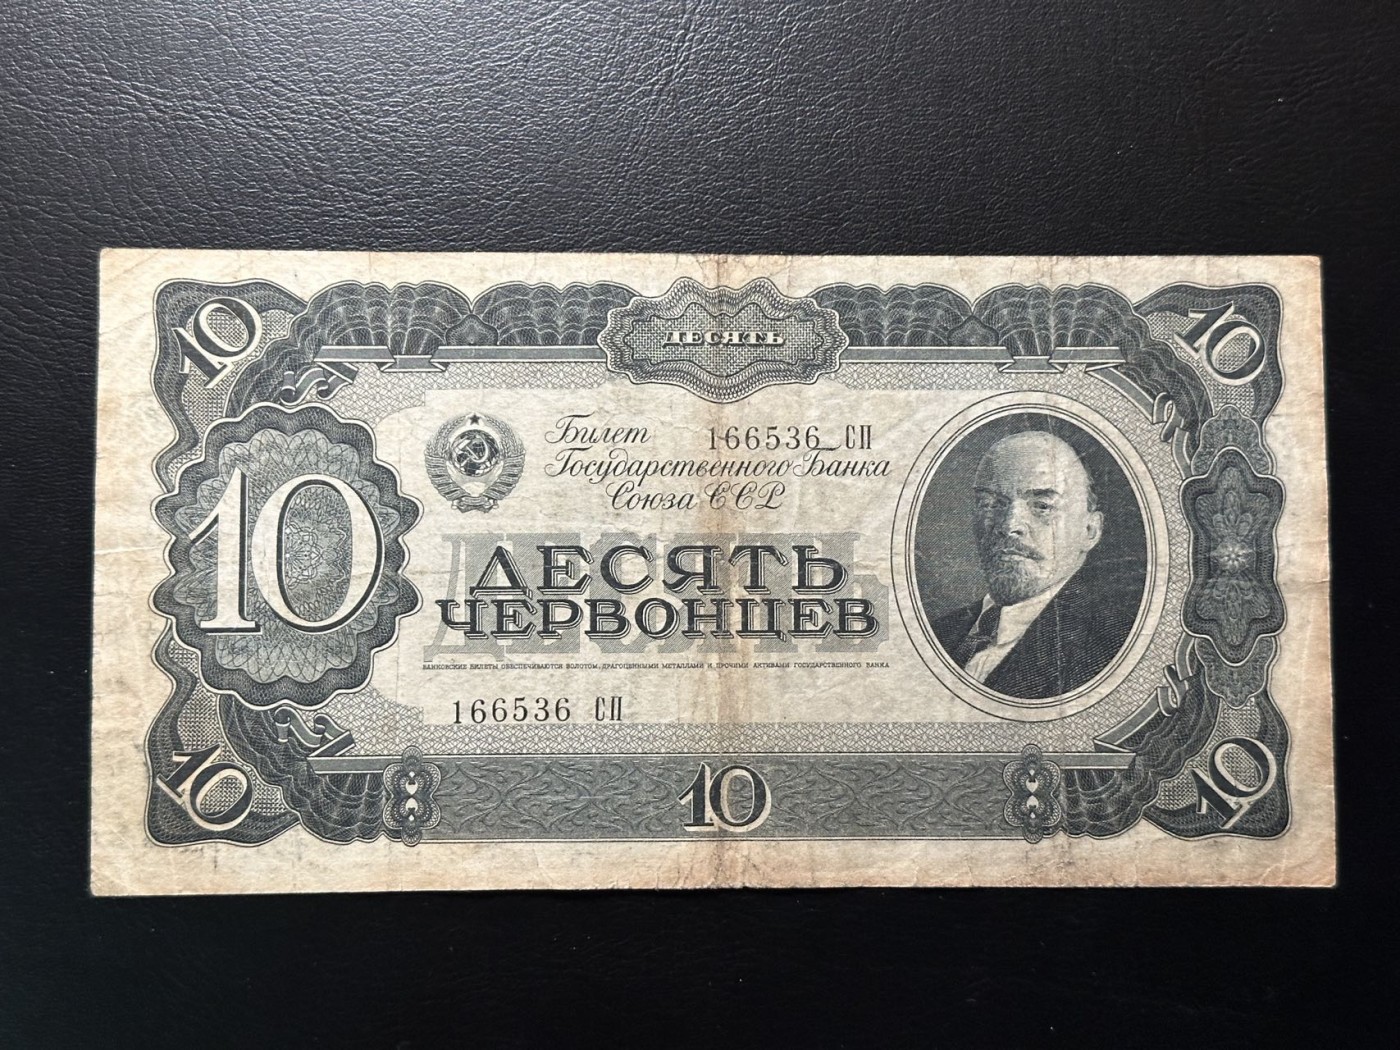 10
ДЕСЯТЬ
10
Билет 166536 СП
Государственного Банка
Союза ССР
10
ДЕСЯТЬ
ДЕСЯТЬ
ЧЕРВОНЦЕВ
БАНКОВСКИЕ БИЛЕТЫ ОБЕСПЕЧИВАЮТСЯ ЗОЛОТОМ, ДРАГОЦЕННЫМИ МЕТАЛЛАМИ И ПРОЧИМИ АКТИВАМИ ГОСУДАРСТВЕННОГО БАНКА
166536 СП
10
10
10